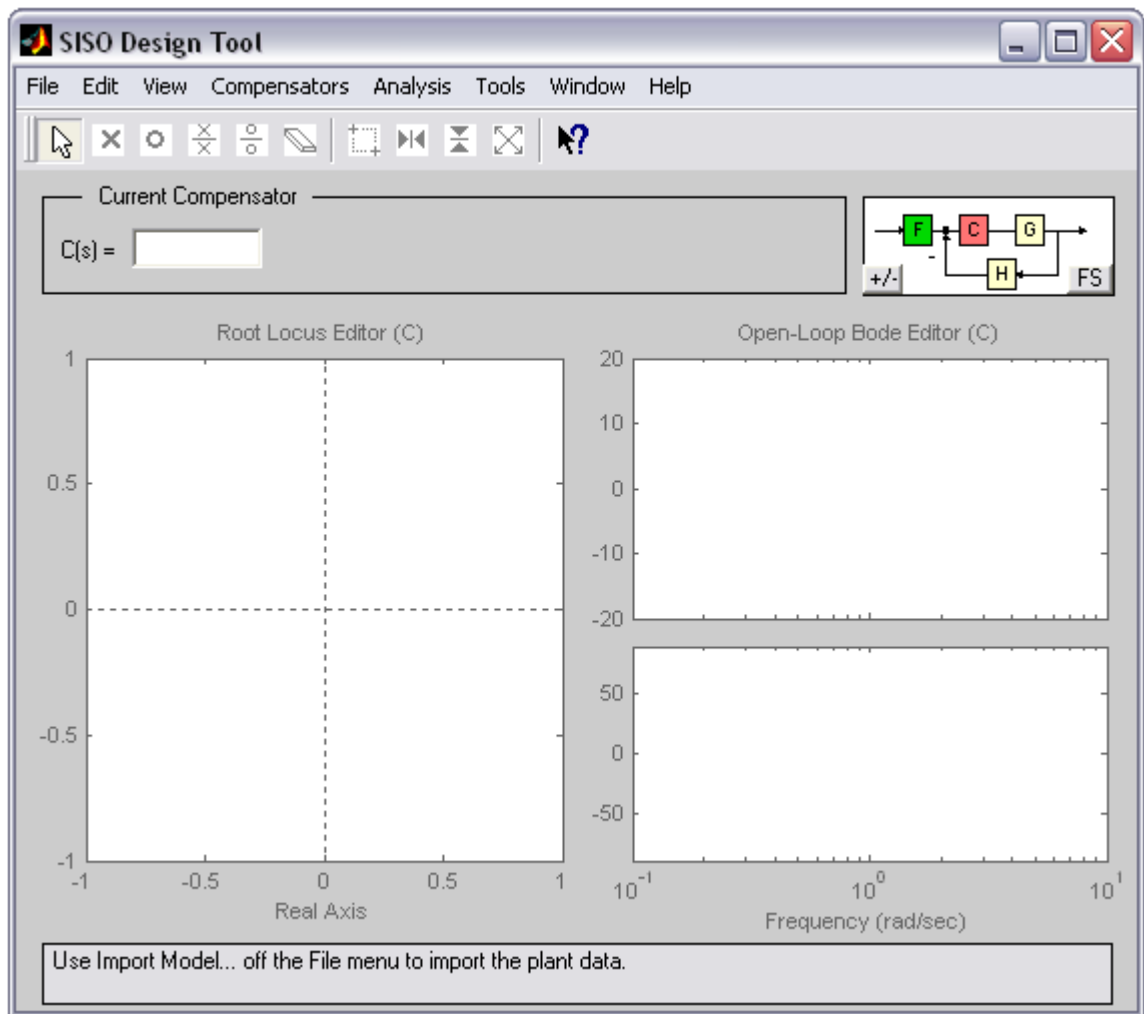 SISO Design Tool
File Edit View Compensators Analysis Tools Window Help
Current Compensator
C(s) =
F C G
-
H
+/- FS
Root Locus Editor (C)
1
0.5
0
-0.5
-1
-1 -0.5 0 0.5 1
Real Axis
Open-Loop Bode Editor (C)
20
10
0
-10
-20
50
0
-50
10^-1 10^0 10^1
Frequency (rad/sec)
Use Import Model... off the File menu to import the plant data.